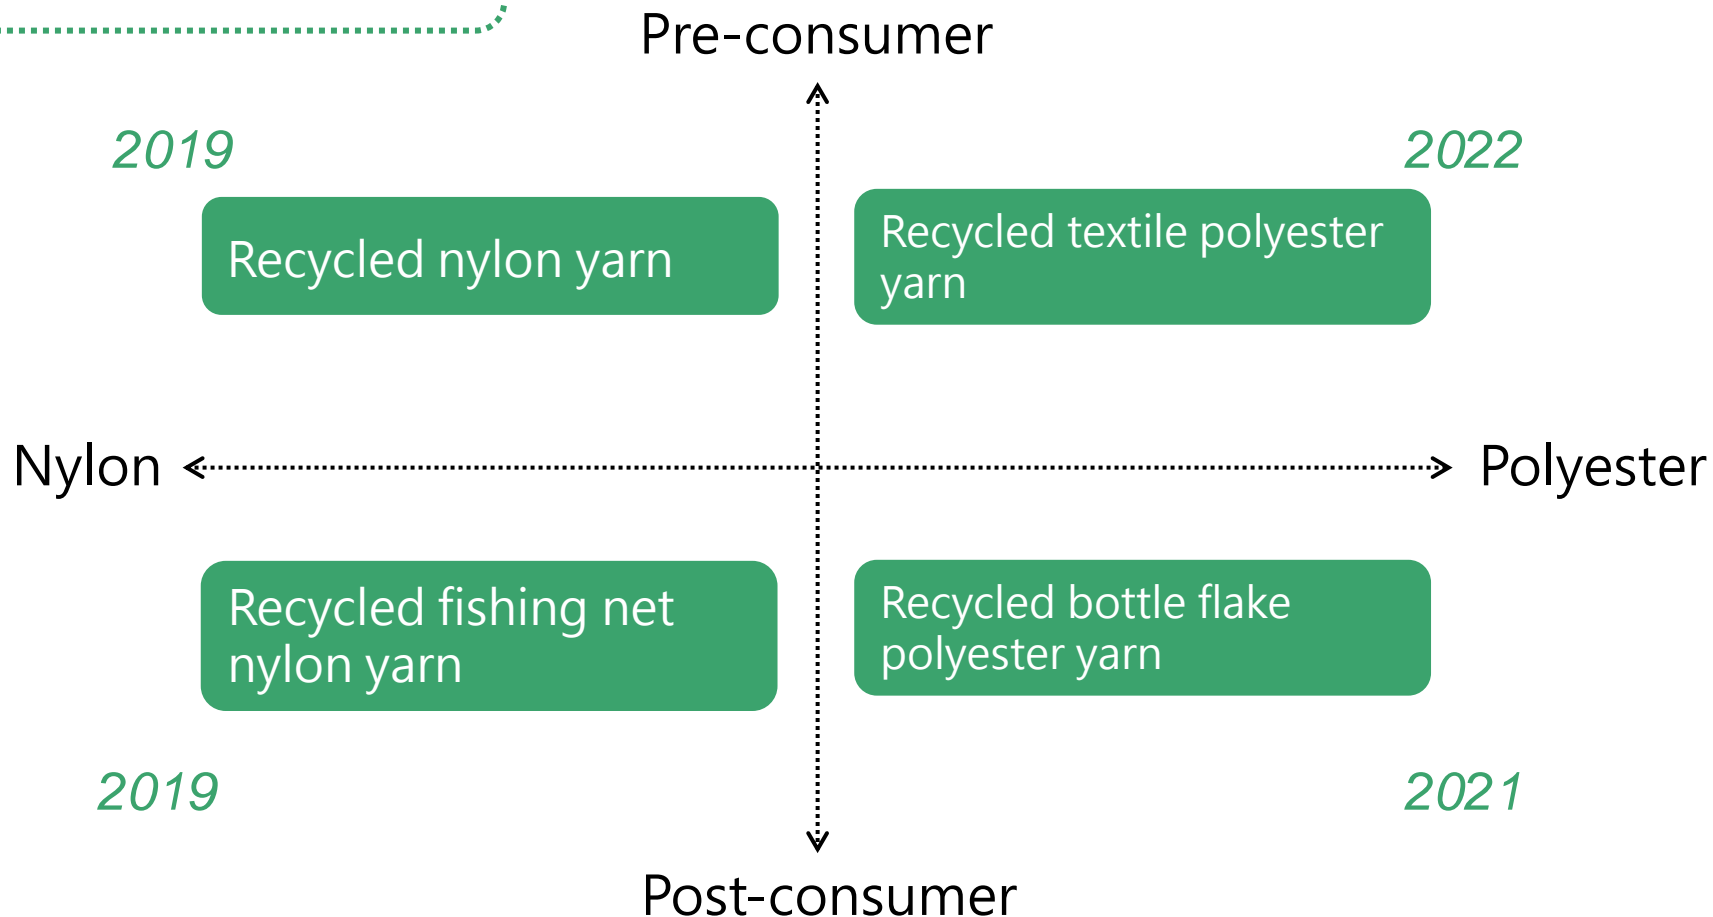 Pre-consumer
2019
2022
Recycled nylon yarn
Recycled textile polyester
yarn
Nylon
Polyester
Recycled fishing net
nylon yarn
Recycled bottle flake
polyester yarn
2019
2021
Post-consumer